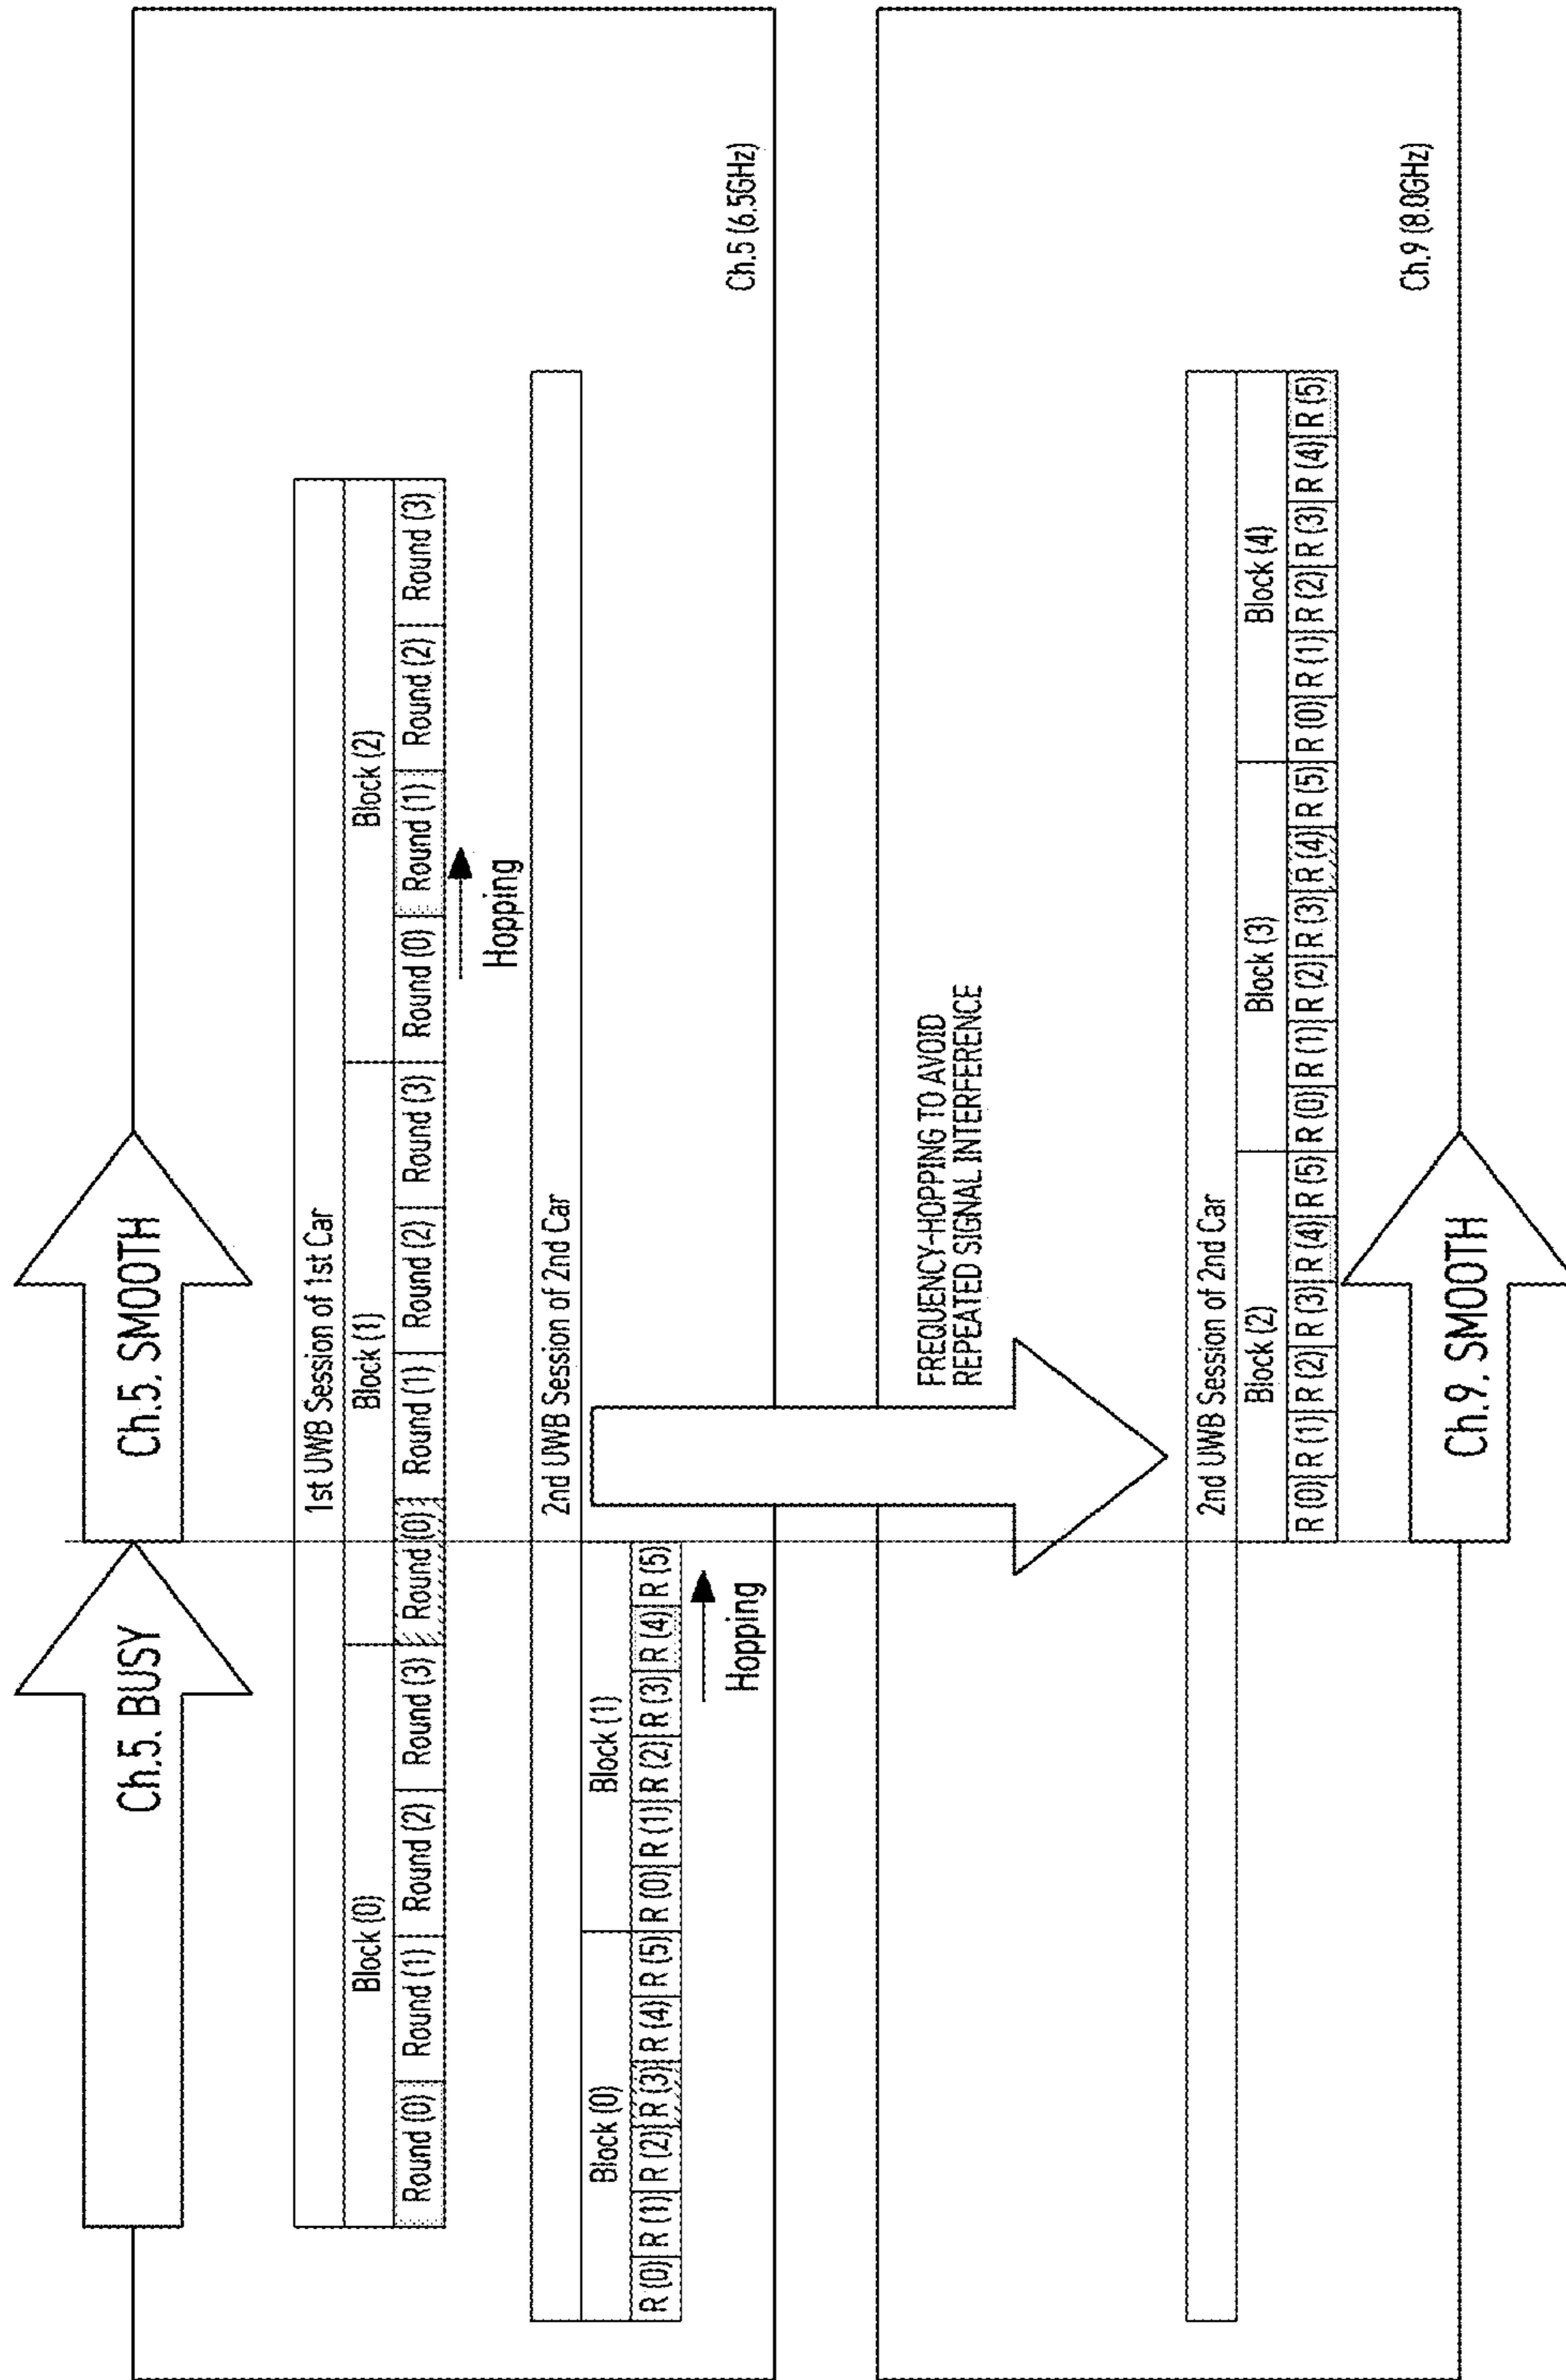 Ch.5. BUSY
Ch.5. SMOOTH
1st UWB Session of 1st Car
Block (0)
Block (1)
Block (2)
Round (0)
Round (1)
Round (2)
Round (3)
Round (0)
Round (1)
Round (2)
Round (3)
Round (0)
Round (1)
Round (2)
Round (3)
Hopping
2nd UWB Session of 2nd Car
Block (0)
Block (1)
R (0)
R (1)
R (2)
R (3)
R (4)
R (5)
R (0)
R (1)
R (2)
R (3)
R (4)
R (5)
Hopping
Ch.5 (6.5GHz)
FREQUENCY-HOPPING TO AVOID
REPEATED SIGNAL INTERFERENCE
2nd UWB Session of 2nd Car
Block (2)
Block (3)
Block (4)
R (0)
R (1)
R (2)
R (3)
R (4)
R (5)
R (0)
R (1)
R (2)
R (3)
R (4)
R (5)
R (0)
R (1)
R (2)
R (3)
R (4)
R (5)
Ch.9 (8.0GHz)
Ch.9. SMOOTH